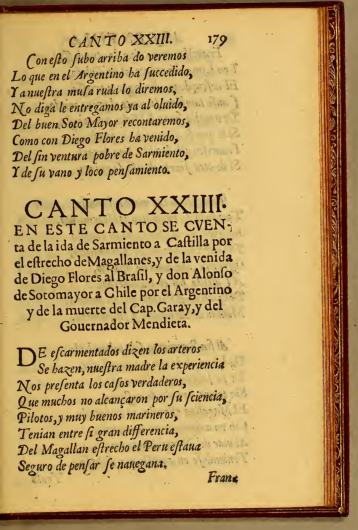 CANTO XXIII. 179
Con esto subo arriba do veremos
Lo que en el Argentino ha succedido,
Y a nuestra musa ruda lo diremos,
No digā le entregamos ya al oluido,
Del buen Soto Mayor recontaremos,
Como con Diego Flores ha venido,
Del sin ventura pobre de Sarmiento,
Y de su vano y loco pensamiento.
CANTO XXIIII.
EN ESTE CANTO SE CVEN-
ta de la ida de Sarmiento a Castilla por
el estrecho de Magallanes, y de la venida
de Diego Flores al Brasil, y don Alonso
de Sotomayor a Chile por el Argentino
y de la muerte del Cap. Garay, y del
Gouernador Mendieta.
DE escarmentados dizen los arteros
Se hazen, nuestra madre la experiencia
Nos presenta los casos verdaderos,
Que muchos no alcançaron por su sciencia,
Pilotos, y muy buenos marineros,
Tenian entre si gran differencia,
Del Magallan estrecho el Peru estaua
Seguro de pensar se nauegaua.
Frana